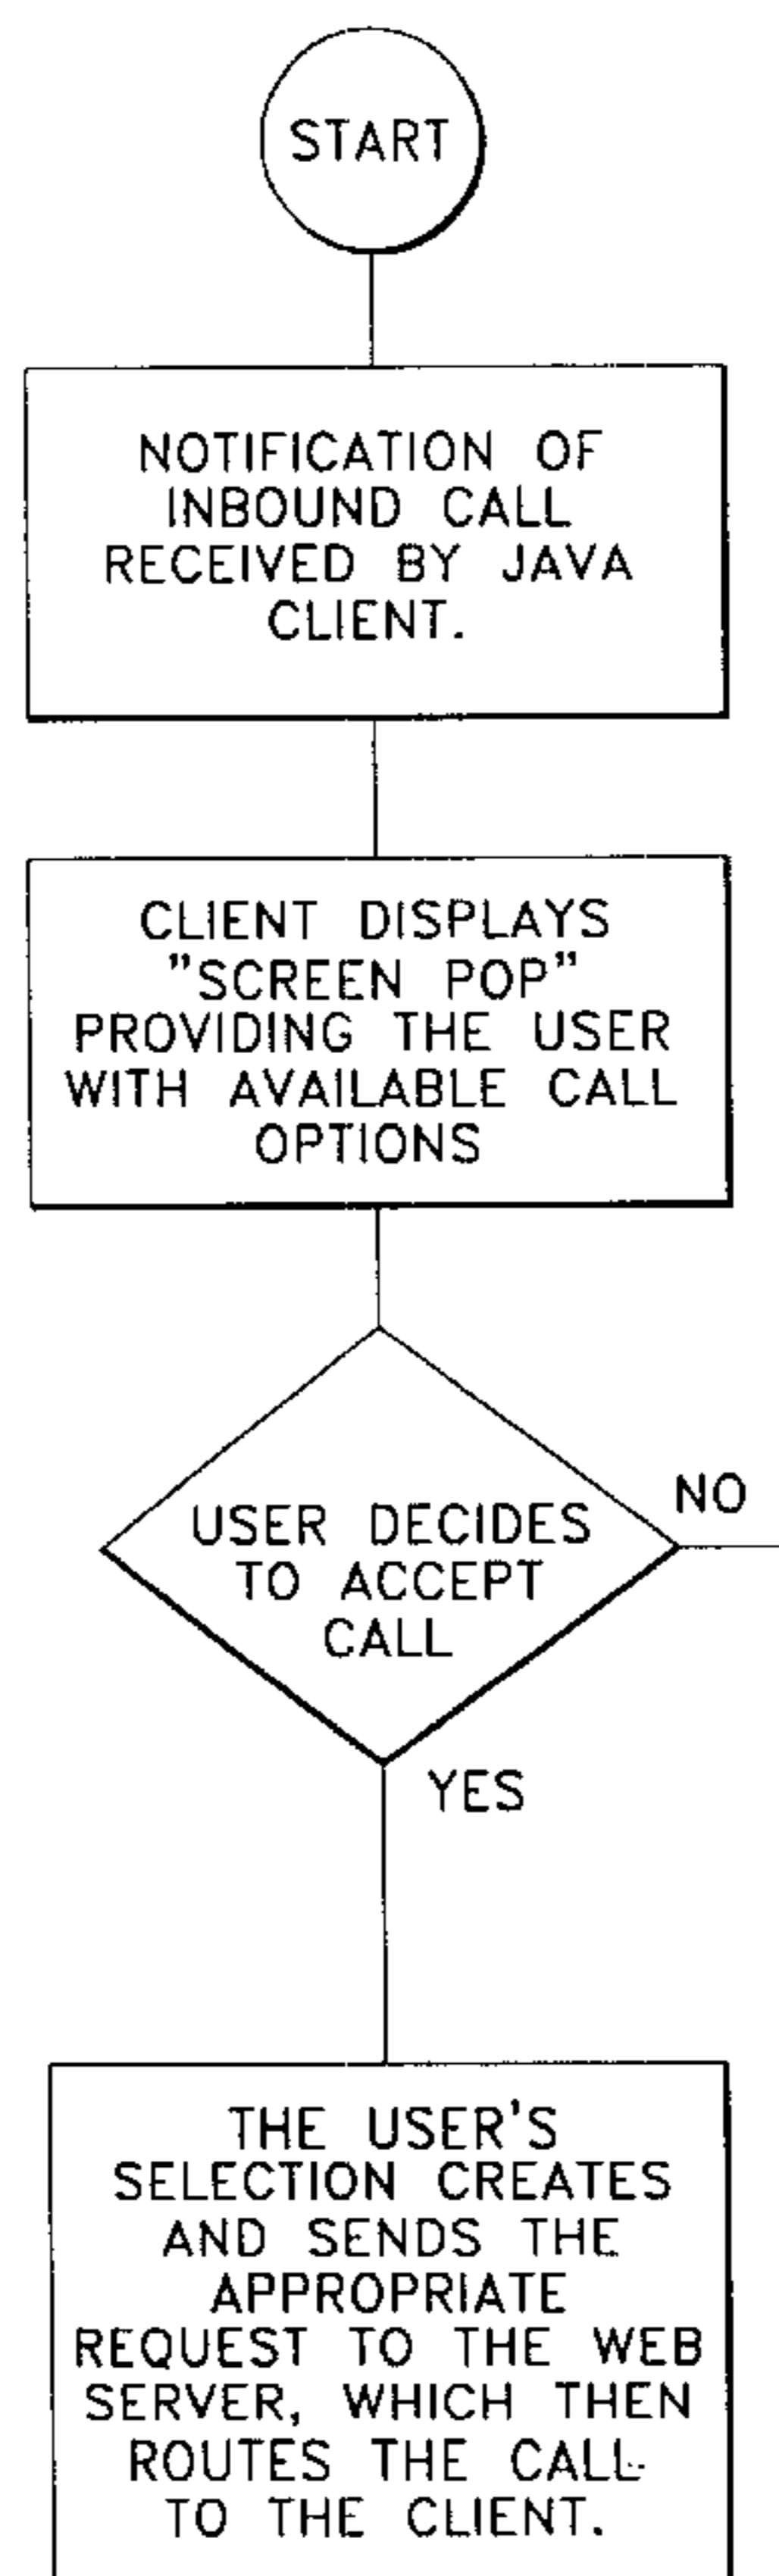 START
NOTIFICATION OF
INBOUND CALL
RECEIVED BY JAVA
CLIENT.
CLIENT DISPLAYS
"SCREEN POP"
PROVIDING THE USER
WITH AVAILABLE CALL
OPTIONS
USER DECIDES
TO ACCEPT
CALL
NO
YES
THE USER'S
SELECTION CREATES
AND SENDS THE
APPROPRIATE
REQUEST TO THE WEB
SERVER, WHICH THEN
ROUTES THE CALL
TO THE CLIENT.